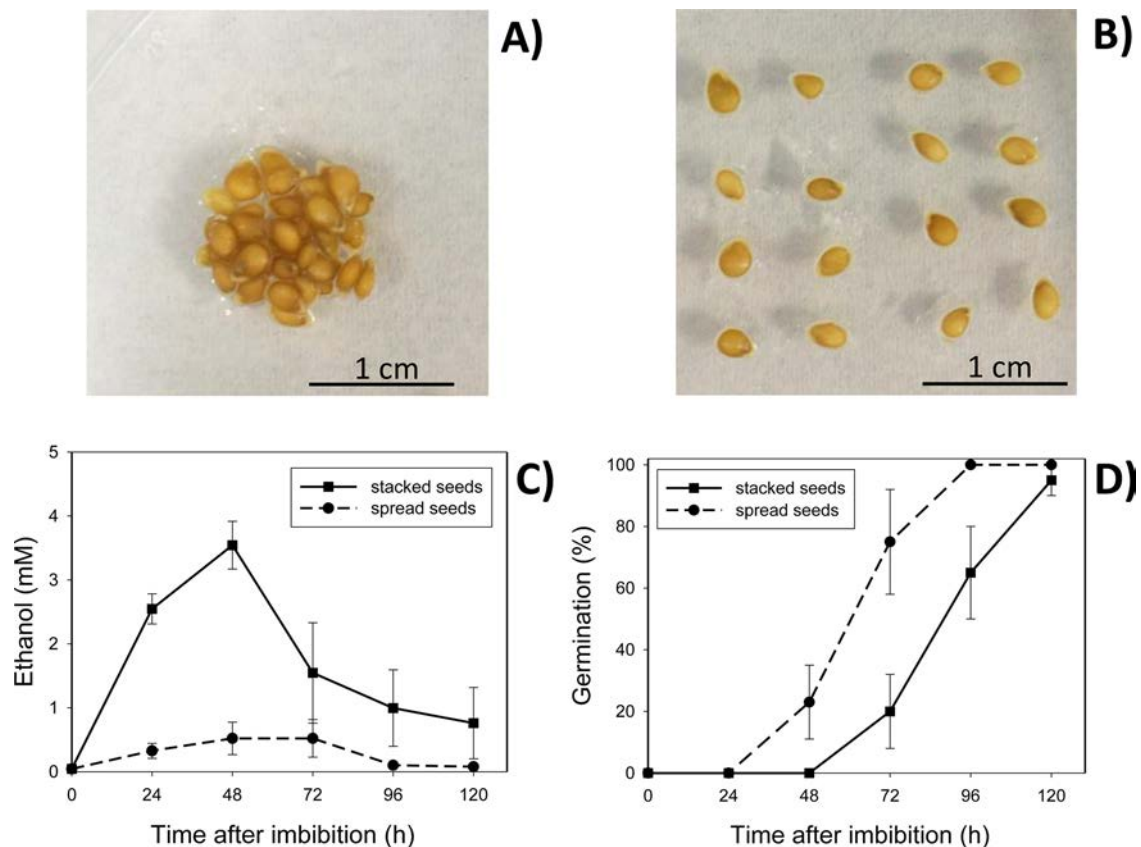 A)
1 cm
B)
1 cm
C)
Ethanol (mM)
5
4
3
2
1
0
stacked seeds
spread seeds
0 24 48 72 96 120
Time after imbibition (h)
D)
Germination (%)
100
80
60
40
20
0
stacked seeds
spread seeds
0 24 48 72 96 120
Time after imbibition (h)